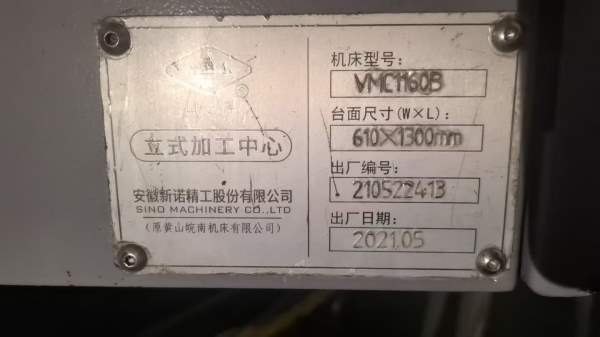 立式加工中心
安徽新诺精工股份有限公司
SINO MACHINERY CO.,LTD
(原黄山皖南机床有限公司)
机床型号:
VMC1160B
台面尺寸(W×L):
610×1300mm
出厂编号:
210522413
出厂日期:
2021.05